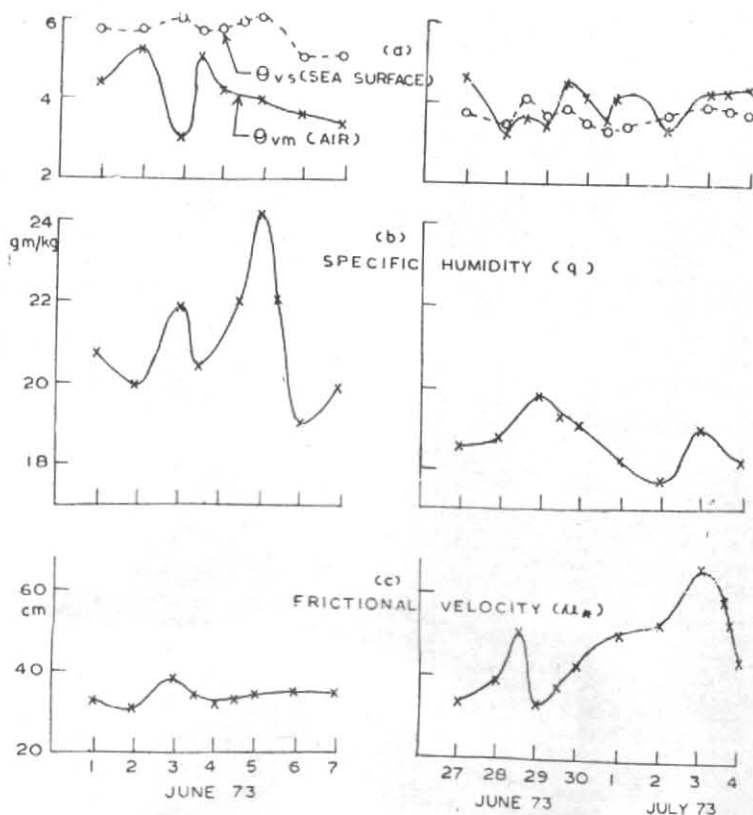 6
4
2
(a)
θvs (SEA SURFACE)
θvm (AIR)
24
gm/kg
22
20
18
(b)
SPECIFIC HUMIDITY (q)
60
cm
40
20
(c)
FRICTIONAL VELOCITY (u*)
1 2 3 4 5 6 7
JUNE 73
27 28 29 30 1 2 3 4
JUNE 73 JULY 73